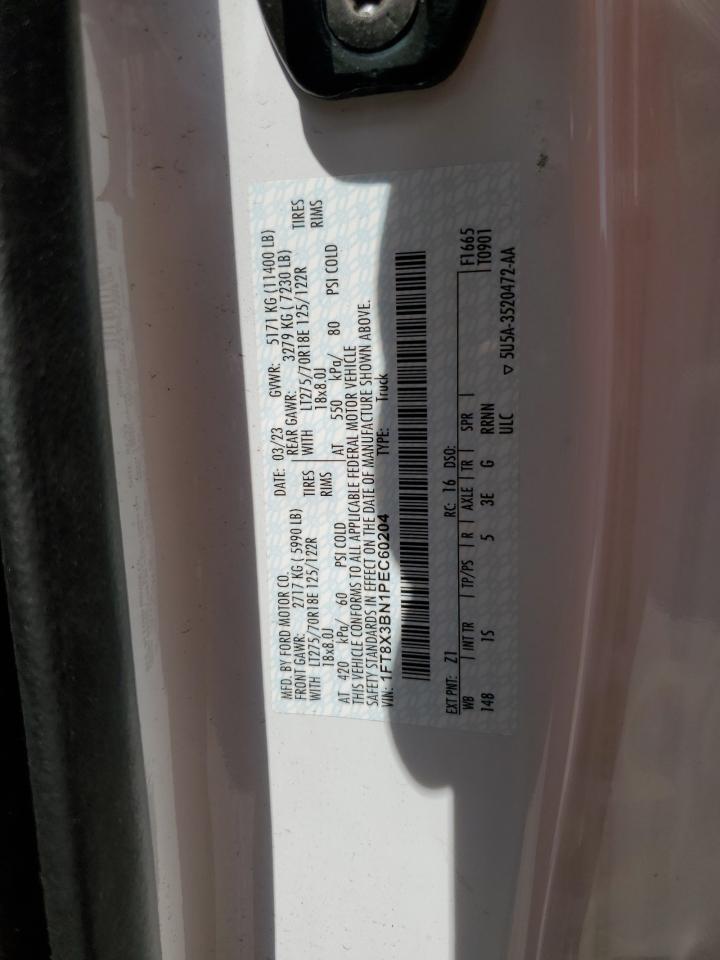 MFD. BY FORD MOTOR CO.
DATE: 03/23 GVWR: 5171 KG (11400 LB)
FRONT GAWR: 2717 KG ( 5990 LB) REAR GAWR: 3279 KG ( 7230 LB)
WITH LT275/70R18E 125/122R TIRES WITH LT275/70R18E 125/122R TIRES
18x8.0J RIMS 18x8.0J RIMS
AT 420 kPa/ 60 PSI COLD AT 550 kPa/ 80 PSI COLD
THIS VEHICLE CONFORMS TO ALL APPLICABLE FEDERAL MOTOR VEHICLE
SAFETY STANDARDS IN EFFECT ON THE DATE OF MANUFACTURE SHOWN ABOVE.
VIN: 1FT8X3BN1PEC60204 TYPE: Truck
F1665
T0901
EXT PNT: Z1 RC: 16 DSO:
WB INT TR TP/PS R AXLE TR SPR
148 1S 5 3E G RRNN
ULC
▽ 5U5A-3520472-AA